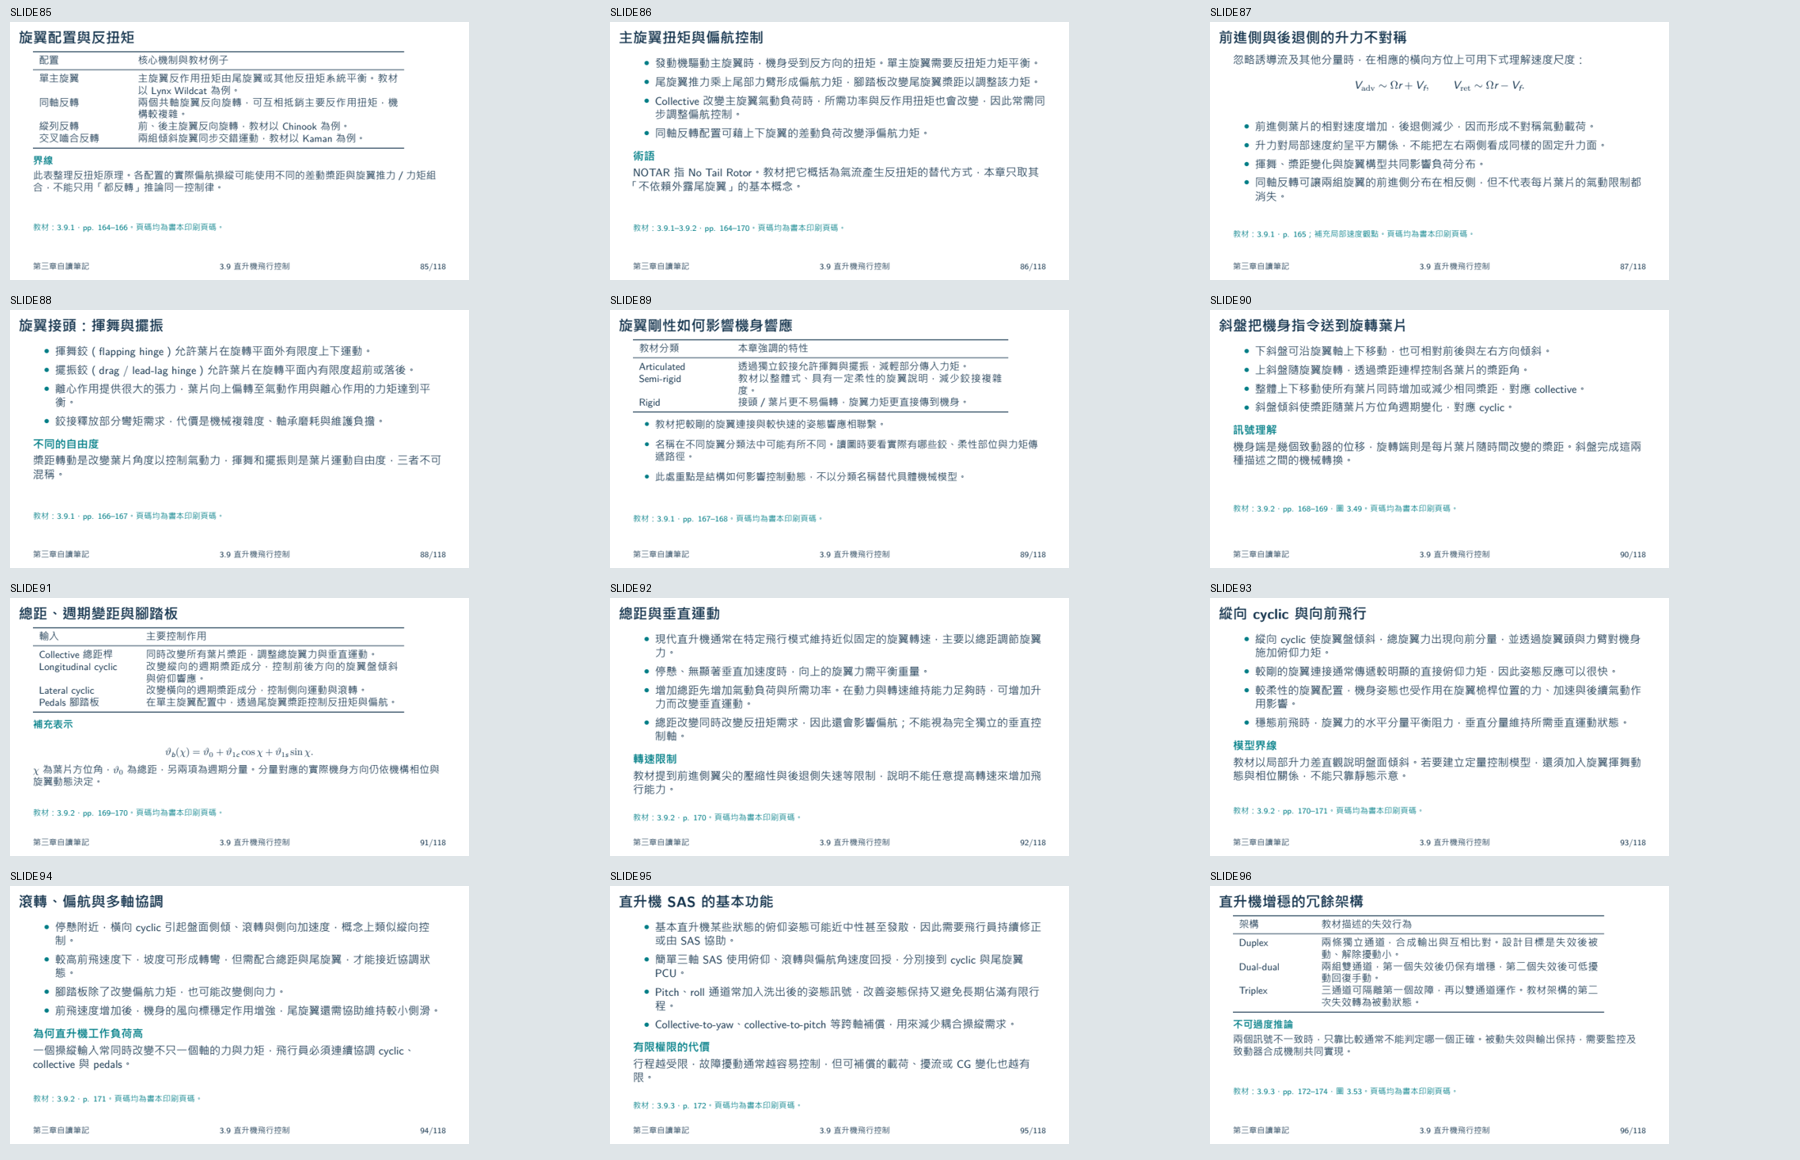 SLIDE85
旋翼配置與反扭矩
配置 核心機制與教材例子
單主旋翼 主旋翼反作用扭矩由尾旋翼或其他反扭矩系統平衡。教材
以 Lynx Wildcat 為例。
同軸反轉 兩個共軸旋翼反向旋轉，可互相抵銷主要反作用扭矩，機
構較複雜。
縱列反轉 前、後主旋翼反向旋轉，教材以 Chinook 為例。
交叉嚙合反轉 兩組傾斜旋翼同步交錯運動，教材以 Kaman 為例。
界線
此表整理反扭矩原理。各配置的實際偏航操縱可能使用不同的差動槳距與旋翼推力 / 力矩組
合，不能只用「都反轉」推論同一控制律。
教材：3.9.1，pp. 164–166。頁碼均為書本印刷頁碼。
第三章自讀筆記 3.9 直升機飛行控制 85/118
SLIDE86
主旋翼扭矩與偏航控制
• 發動機驅動主旋翼時，機身受到反方向的扭矩。單主旋翼需要反扭矩力矩平衡。
• 尾旋翼推力乘上尾部力臂形成偏航力矩，腳踏板改變尾旋翼槳距以調整該力矩。
• Collective 改變主旋翼氣動負荷時，所需功率與反作用扭矩也會改變，因此常需同
步調整偏航控制。
• 同軸反轉配置可藉上下旋翼的差動負荷改變淨偏航力矩。
術語
NOTAR 指 No Tail Rotor。教材把它概括為氣流產生反扭矩的替代方式，本章只取其
「不依賴外露尾旋翼」的基本概念。
教材：3.9.1–3.9.2，pp. 164–170。頁碼均為書本印刷頁碼。
第三章自讀筆記 3.9 直升機飛行控制 86/118
SLIDE87
前進側與後退側的升力不對稱
忽略誘導流及其他分量時，在相應的橫向方位上可用下式理解速度尺度：
V_adv ∼ Ωr + V_f, V_ret ∼ Ωr − V_f.
• 前進側葉片的相對速度增加，後退側減少，因而形成不對稱氣動載荷。
• 升力對局部速度約呈平方關係，不能把左右兩側看成同樣的固定升力面。
• 揮舞、槳距變化與旋翼構型共同影響負荷分布。
• 同軸反轉可讓兩組旋翼的前進側分布在相反側，但不代表每片葉片的氣動限制都
消失。
教材：3.9.1，p. 165；補充局部速度觀點。頁碼均為書本印刷頁碼。
第三章自讀筆記 3.9 直升機飛行控制 87/118
SLIDE88
旋翼接頭：揮舞與擺振
• 揮舞鉸（flapping hinge）允許葉片在旋轉平面外有限度上下運動。
• 擺振鉸（drag / lead-lag hinge）允許葉片在旋轉平面內有限度超前或落後。
• 離心作用提供很大的張力，葉片向上偏轉至氣動作用與離心作用的力矩達到平
衡。
• 鉸接釋放部分彎矩需求，代價是機械複雜度、軸承磨耗與維護負擔。
不同的自由度
槳距轉動是改變葉片角度以控制氣動力，揮舞和擺振則是葉片運動自由度，三者不可
混稱。
教材：3.9.1，pp. 166–167。頁碼均為書本印刷頁碼。
第三章自讀筆記 3.9 直升機飛行控制 88/118
SLIDE89
旋翼剛性如何影響機身響應
教材分類 本章強調的特性
Articulated 透過獨立鉸接允許揮舞與擺振，減輕部分傳入力矩。
Semi-rigid 教材以整體式、具有一定柔性的旋翼說明，減少鉸接複雜
度。
Rigid 接頭 / 葉片更不易偏轉，旋翼力矩更直接傳到機身。
• 教材把較剛的旋翼連接與較快速的姿態響應相聯繫。
• 名稱在不同旋翼分類法中可能有所不同。讀圖時要看實際有哪些鉸、柔性部位與力矩傳
遞路徑。
• 此處重點是結構如何影響控制動態，不以分類名稱替代具體機械模型。
教材：3.9.1，pp. 167–168。頁碼均為書本印刷頁碼。
第三章自讀筆記 3.9 直升機飛行控制 89/118
SLIDE90
斜盤把機身指令送到旋轉葉片
• 下斜盤可沿旋翼軸上下移動，也可相對前後與左右方向傾斜。
• 上斜盤隨旋翼旋轉，透過槳距連桿控制各葉片的槳距角。
• 整體上下移動使所有葉片同時增加或減少相同槳距，對應 collective。
• 斜盤傾斜使槳距隨葉片方位角週期變化，對應 cyclic。
訊號理解
機身端是幾個致動器的位移，旋轉端則是每片葉片隨時間改變的槳距。斜盤完成這兩
種描述之間的機械轉換。
教材：3.9.2，pp. 168–169，圖 3.49。頁碼均為書本印刷頁碼。
第三章自讀筆記 3.9 直升機飛行控制 90/118
SLIDE91
總距、週期變距與腳踏板
輸入 主要控制作用
Collective 總距桿 同時改變所有葉片槳距，調整總旋翼力與垂直運動。
Longitudinal cyclic 改變縱向的週期槳距成分，控制前後方向的旋翼盤傾斜
與俯仰響應。
Lateral cyclic 改變橫向的週期槳距成分，控制側向運動與滾轉。
Pedals 腳踏板 在單主旋翼配置中，透過尾旋翼槳距控制反扭矩與偏航。
補充表示
ϑ_b(χ) = ϑ_0 + ϑ_1c cos χ + ϑ_1s sin χ.
χ 為葉片方位角，ϑ_0 為總距，另兩項為週期分量。分量對應的實際機身方向仍依機構相位與
旋翼動態決定。
教材：3.9.2，pp. 169–170。頁碼均為書本印刷頁碼。
第三章自讀筆記 3.9 直升機飛行控制 91/118
SLIDE92
總距與垂直運動
• 現代直升機通常在特定飛行模式維持近似固定的旋翼轉速，主要以總距調節旋翼
力。
• 停懸、無顯著垂直加速度時，向上的旋翼力需平衡重量。
• 增加總距先增加氣動負荷與所需功率。在動力與轉速維持能力足夠時，可增加升
力而改變垂直運動。
• 總距改變同時改變反扭矩需求，因此還會影響偏航；不能視為完全獨立的垂直控
制軸。
轉速限制
教材提到前進側翼尖的壓縮性與後退側失速等限制，說明不能任意提高轉速來增加飛
行能力。
教材：3.9.2，p. 170。頁碼均為書本印刷頁碼。
第三章自讀筆記 3.9 直升機飛行控制 92/118
SLIDE93
縱向 cyclic 與向前飛行
• 縱向 cyclic 使旋翼盤傾斜，總旋翼力出現向前分量，並透過旋翼頭與力臂對機身
施加俯仰力矩。
• 較剛的旋翼連接通常傳遞較明顯的直接俯仰力矩，因此姿態反應可以很快。
• 較柔性的旋翼配置，機身姿態也受作用在旋翼桅桿位置的力、加速與後續氣動作
用影響。
• 穩態前飛時，旋翼力的水平分量平衡阻力，垂直分量維持所需垂直運動狀態。
模型界線
教材以局部升力差直觀說明盤面傾斜。若要建立定量控制模型，還須加入旋翼揮舞動
態與相位關係，不能只靠靜態示意。
教材：3.9.2，pp. 170–171。頁碼均為書本印刷頁碼。
第三章自讀筆記 3.9 直升機飛行控制 93/118
SLIDE94
滾轉、偏航與多軸協調
• 停懸附近，橫向 cyclic 引起盤面側傾、滾轉與側向加速度，概念上類似縱向控
制。
• 較高前飛速度下，坡度可形成轉彎，但需配合總距與尾旋翼，才能接近協調狀
態。
• 腳踏板除了改變偏航力矩，也可能改變側向力。
• 前飛速度增加後，機身的風向標穩定作用增強，尾旋翼還需協助維持較小側滑。
為何直升機工作負荷高
一個操縱輸入常同時改變不只一個軸的力與力矩，飛行員必須連續協調 cyclic、
collective 與 pedals。
教材：3.9.2，p. 171。頁碼均為書本印刷頁碼。
第三章自讀筆記 3.9 直升機飛行控制 94/118
SLIDE95
直升機 SAS 的基本功能
• 基本直升機某些狀態的俯仰姿態可能近中性甚至發散，因此需要飛行員持續修正
或由 SAS 協助。
• 簡單三軸 SAS 使用俯仰、滾轉與偏航角速度回授，分別接到 cyclic 與尾旋翼
PCU。
• Pitch、roll 通道常加入洗出後的姿態訊號，改善姿態保持又避免長期佔滿有限行
程。
• Collective-to-yaw、collective-to-pitch 等跨軸補償，用來減少耦合操縱需求。
有限權限的代價
行程越受限，故障擾動通常越容易控制，但可補償的載荷、擾流或 CG 變化也越有
限。
教材：3.9.3，p. 172。頁碼均為書本印刷頁碼。
第三章自讀筆記 3.9 直升機飛行控制 95/118
SLIDE96
直升機增穩的冗餘架構
架構 教材描述的失效行為
Duplex 兩條獨立通道，合成輸出與互相比對。設計目標是失效後被
動、解除擾動小。
Dual-dual 兩組雙通道，第一個失效後仍保有增穩，第二個失效後可低擾
動回復手動。
Triplex 三通道可隔離第一個故障，再以雙通道運作。教材架構的第二
次失效轉為被動狀態。
不可過度推論
兩個訊號不一致時，只靠比較通常不能判定哪一個正確。被動失效與輸出保持，需要監控及
致動器合成機制共同實現。
教材：3.9.3，pp. 172–174，圖 3.53。頁碼均為書本印刷頁碼。
第三章自讀筆記 3.9 直升機飛行控制 96/118